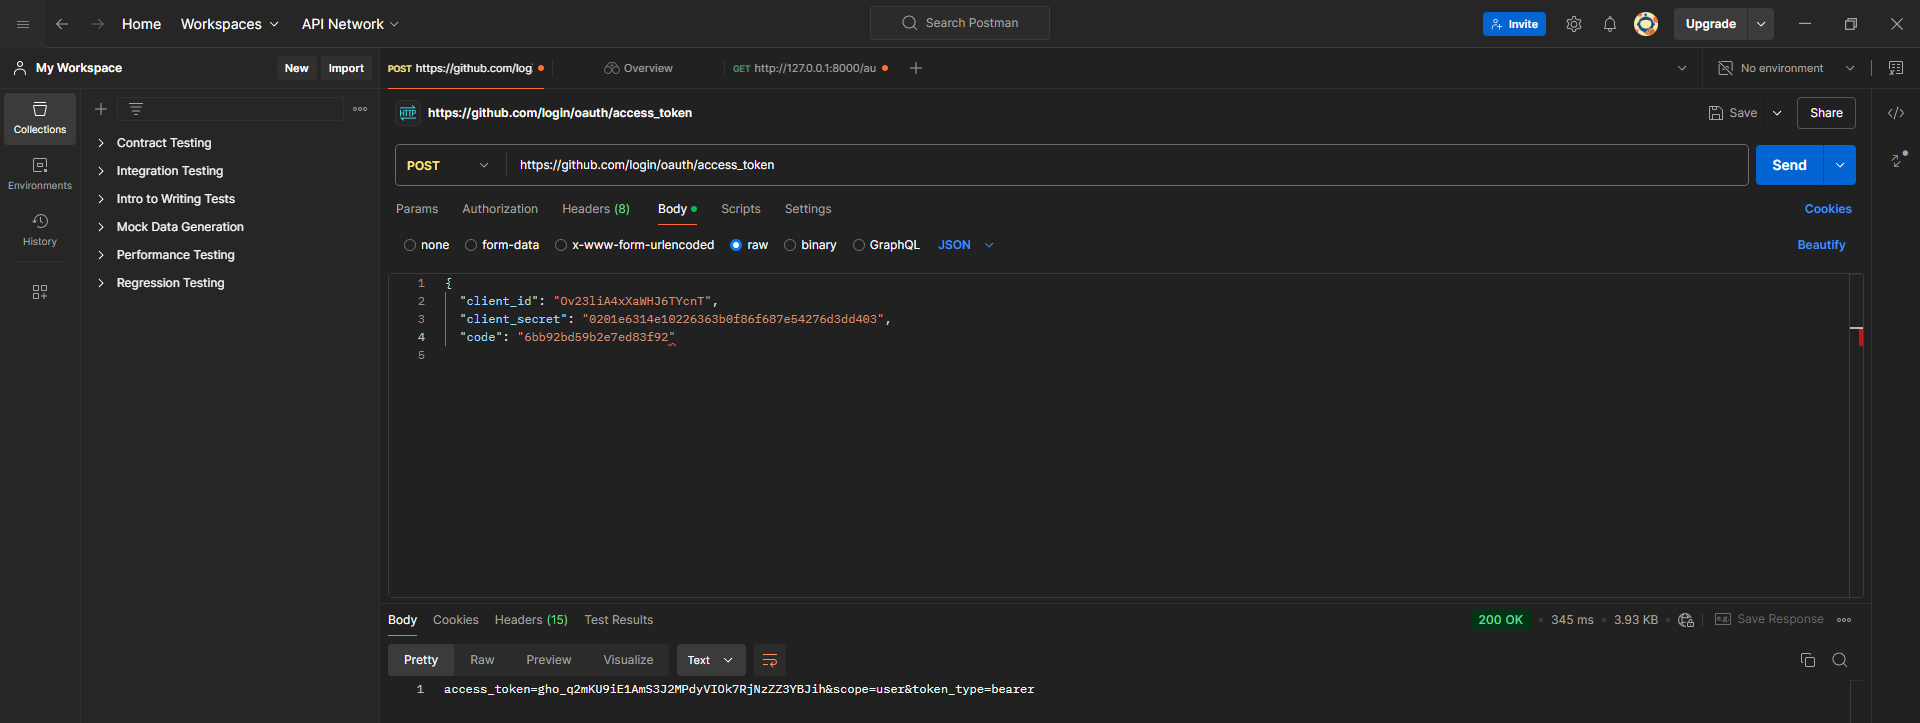 Home Workspaces API Network Search Postman Invite Upgrade
My Workspace New Import POST https://github.com/log Overview GET http://127.0.0.1:8000/au No environment
Collections
Environments
History
Contract Testing
Integration Testing
Intro to Writing Tests
Mock Data Generation
Performance Testing
Regression Testing
HTTP https://github.com/login/oauth/access_token Save Share
POST https://github.com/login/oauth/access_token Send
Params Authorization Headers (8) Body Scripts Settings Cookies
none form-data x-www-form-urlencoded raw binary GraphQL JSON Beautify
1 {
2 "client_id": "Ov23liA4xXaWHJ6TYcnT",
3 "client_secret": "0201e6314e10226363b0f86f687e54276d3dd403",
4 "code": "6bb92bd59b2e7ed83f92"
5
Body Cookies Headers (15) Test Results 200 OK • 345 ms • 3.93 KB • e.g. Save Response
Pretty Raw Preview Visualize Text
1 access_token=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&scope=user&token_type=bearer